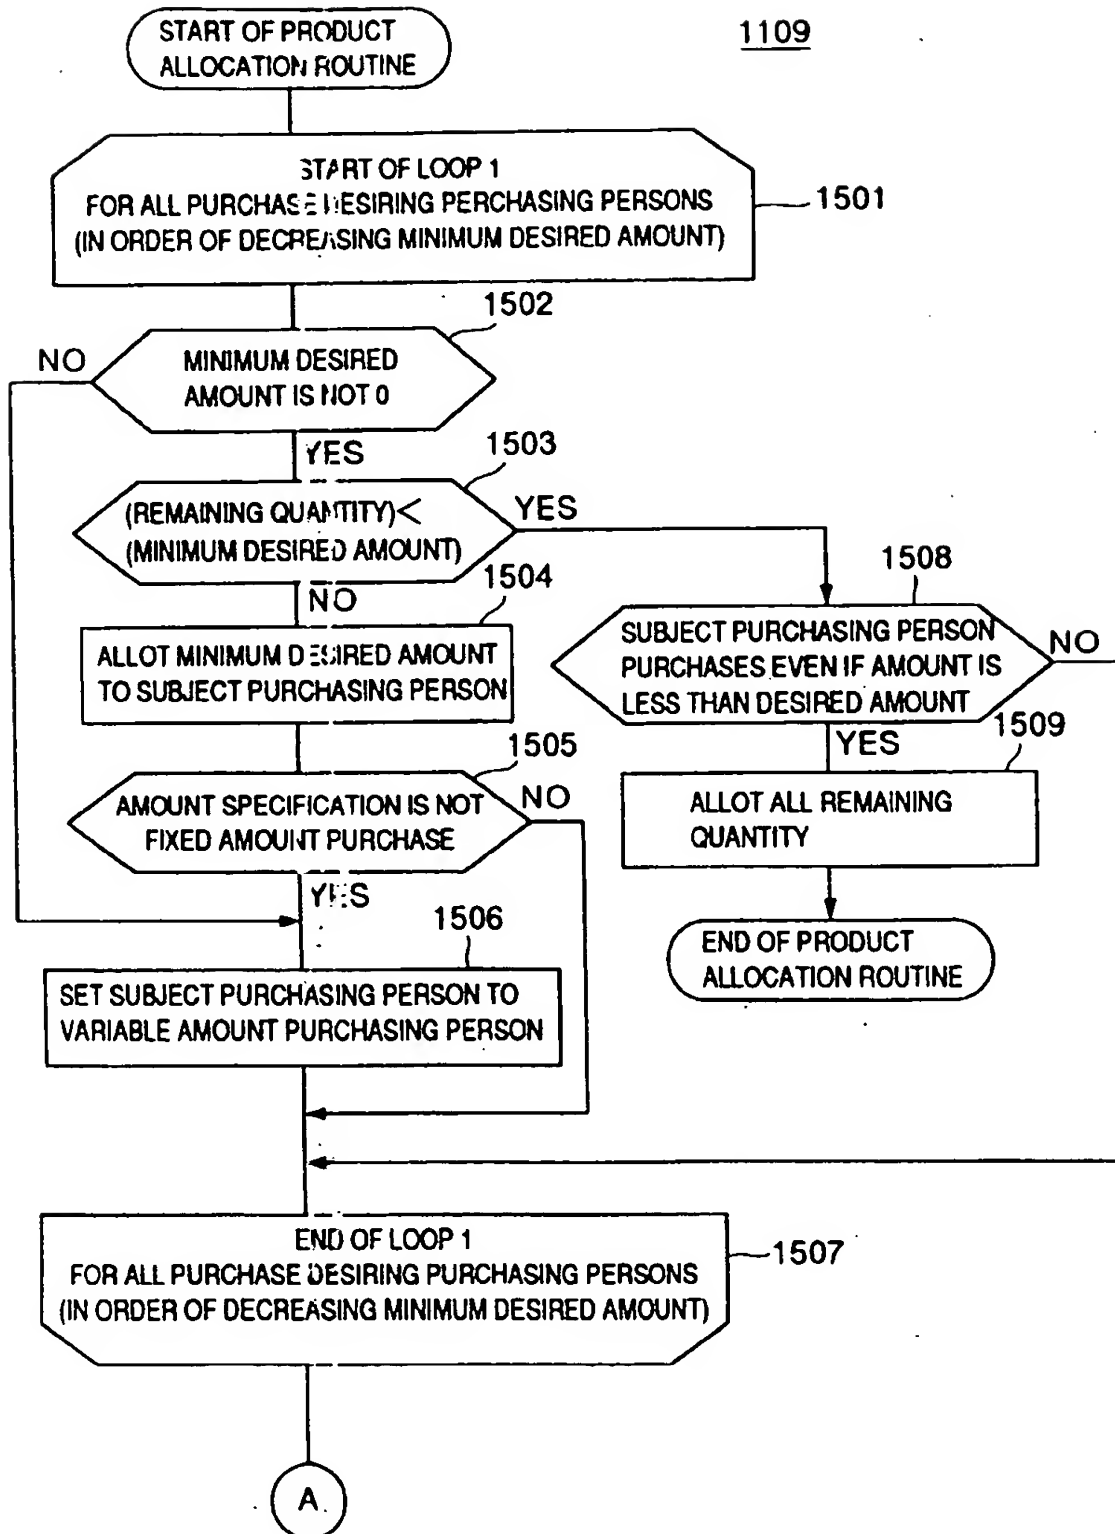 START OF PRODUCT
ALLOCATION ROUTINE
1109
START OF LOOP 1
FOR ALL PURCHASE DESIRING PERCHASING PERSONS
(IN ORDER OF DECREASING MINIMUM DESIRED AMOUNT)
1501
1502
NO
MINIMUM DESIRED
AMOUNT IS NOT 0
YES
1503
(REMAINING QUANTITY)<
(MINIMUM DESIRED AMOUNT)
YES
NO
1504
1508
ALLOT MINIMUM DESIRED AMOUNT
TO SUBJECT PURCHASING PERSON
SUBJECT PURCHASING PERSON
PURCHASES EVEN IF AMOUNT IS
LESS THAN DESIRED AMOUNT
NO
YES
1505
1509
AMOUNT SPECIFICATION IS NOT
FIXED AMOUNT PURCHASE
NO
ALLOT ALL REMAINING
QUANTITY
YES
1506
END OF PRODUCT
ALLOCATION ROUTINE
SET SUBJECT PURCHASING PERSON TO
VARIABLE AMOUNT PURCHASING PERSON
END OF LOOP 1
FOR ALL PURCHASE DESIRING PURCHASING PERSONS
(IN ORDER OF DECREASING MINIMUM DESIRED AMOUNT)
1507
A